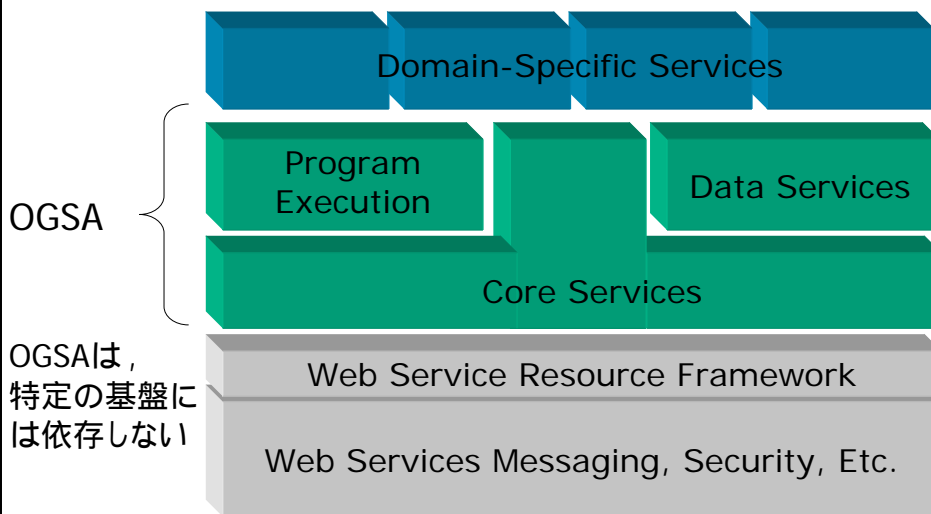 Domain-Specific Services
Program
Execution
Data Services
OGSA
Core Services
OGSAは,
特定の基盤に
は依存しない
Web Service Resource Framework
Web Services Messaging, Security, Etc.